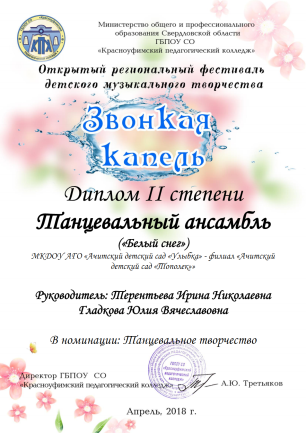 Министерство общего и профессионального
образования Свердловской области
ГБПОУ СО
«Красноуфимский педагогический колледж»
Открытый региональный фестиваль
детского музыкального творчества
Звонкая
капель
Диплом II степени
Танцевальный ансамбль
(«Белый снег»)
МКДОУ АГО «Ачитский детский сад «Улыбка» - филиал «Ачитский
детский сад «Тополек»»
Руководитель: Терентьева Ирина Николаевна
Гладкова Юлия Вячеславовна
В номинации: Танцевальное творчество
Директор ГБПОУ СО
«Красноуфимский педагогический колледж»
А.Ю. Третьяков
Апрель, 2018 г.